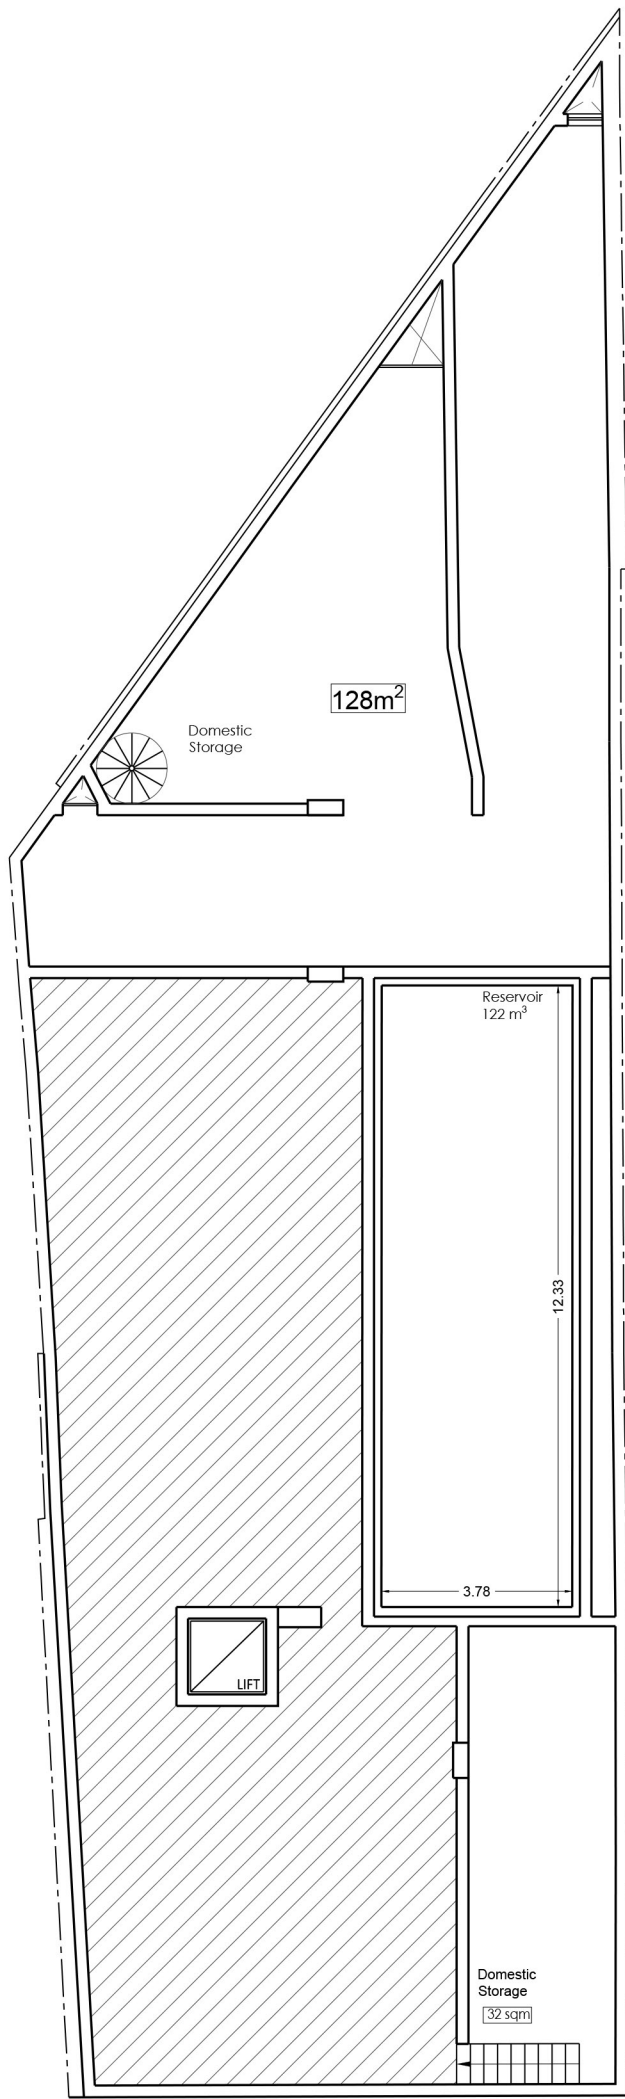 128m²
Domestic
Storage
Reservoir
122 m³
12.33
3.78
LIFT
Domestic
Storage
32 sqm